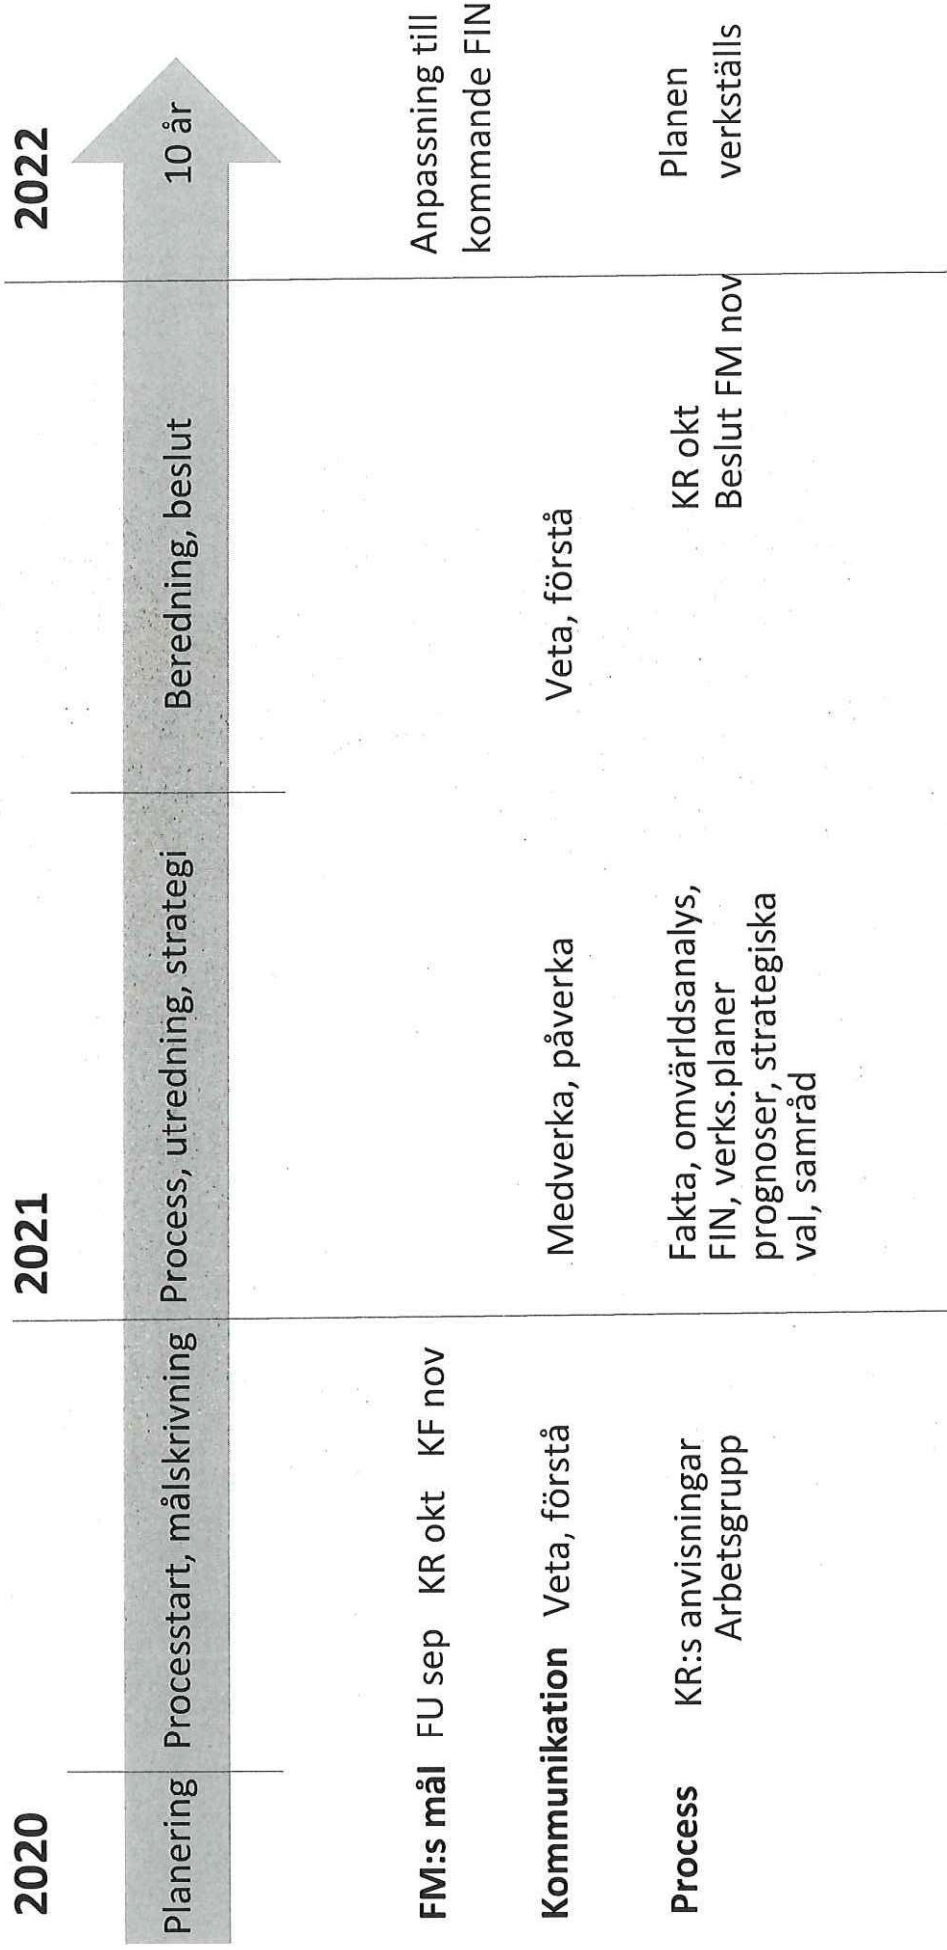 2020
2021
2022
Planering
Processtart, målskrivning
Process, utredning, strategi
Beredning, beslut
10 år
FM:s mål
FU sep
KR okt
KF nov
Anpassning till
kommande FIN
Kommunikation
Veta, förstå
Medverka, påverka
Veta, förstå
Process
KR:s anvisningar
Arbetsgrupp
Fakta, omvärldsanalys,
FIN, verks.planer
prognoser, strategiska
val, samråd
KR okt
Beslut FM nov
Planen
verkställs